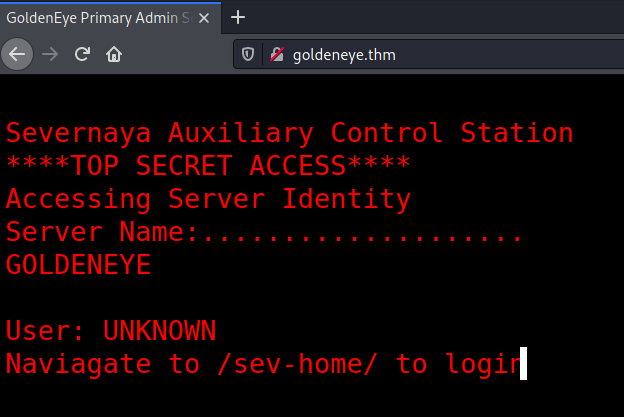 GoldenEye Primary Admin S
goldeneye.thm
Severnaya Auxiliary Control Station
****TOP SECRET ACCESS****
Accessing Server Identity
Server Name:....................
GOLDENEYE
User: UNKNOWN
Naviagate to /sev-home/ to login